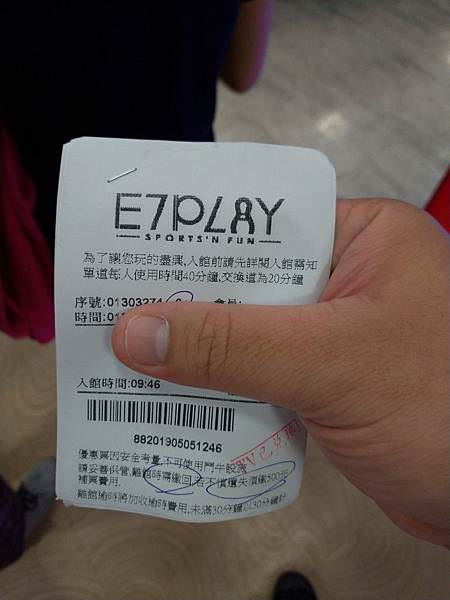 E7PLAY
SPORTS'N FUN
為了讓您玩的盡興,入館前請先詳閱入館需知
單道每人使用時間40分鐘,交換道為20分鐘
序號:01303274
時間:01
入館時間:09:46
88201905051246
優惠票因安全考量,不可使用鬥牛設施
請妥善保管,離館時需繳回,若不慎遺失須繳500元
補票費用.
離館逾時將加收逾時費用,未滿30分鐘以30分鐘計